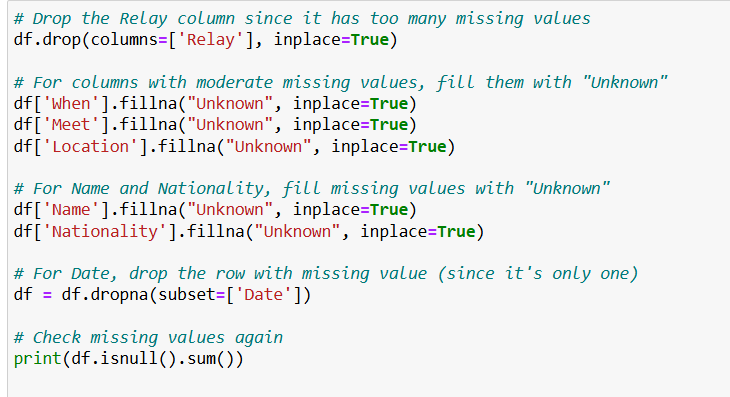 # Drop the Relay column since it has too many missing values
df.drop(columns=['Relay'], inplace=True)
# For columns with moderate missing values, fill them with "Unknown"
df['When'].fillna("Unknown", inplace=True)
df['Meet'].fillna("Unknown", inplace=True)
df['Location'].fillna("Unknown", inplace=True)
# For Name and Nationality, fill missing values with "Unknown"
df['Name'].fillna("Unknown", inplace=True)
df['Nationality'].fillna("Unknown", inplace=True)
# For Date, drop the row with missing value (since it's only one)
df = df.dropna(subset=['Date'])
# Check missing values again
print(df.isnull().sum())